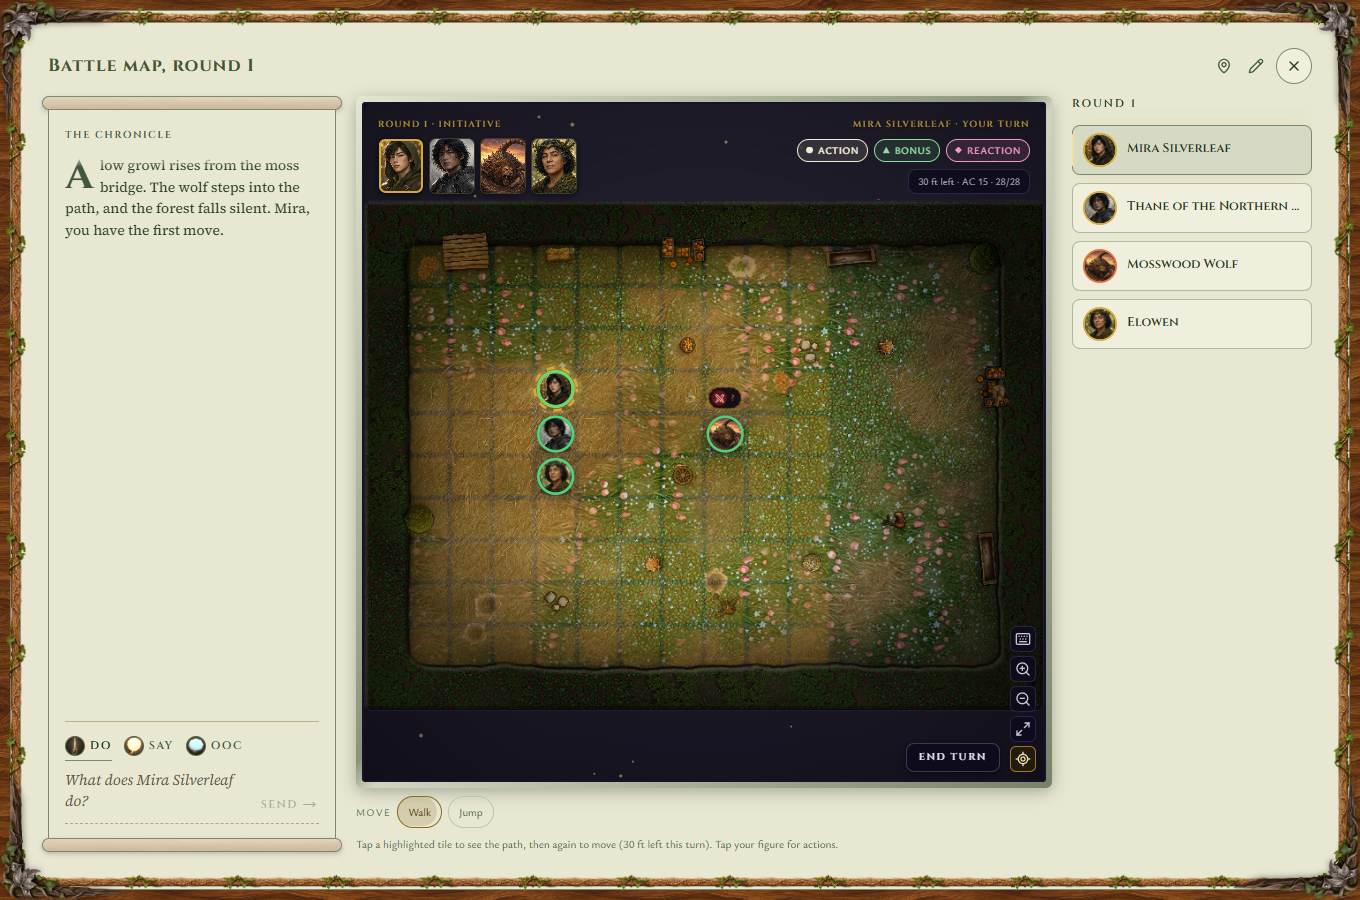 Battle map, round 1
THE CHRONICLE
A low growl rises from the moss
bridge. The wolf steps into the
path, and the forest falls silent. Mira,
you have the first move.
DO
SAY
OOC
What does Mira Silverleaf
do?
SEND →
ROUND 1 · INITIATIVE
MIRA SILVERLEAF · YOUR TURN
ACTION
BONUS
REACTION
30 ft left · AC 15 · 28/28
END TURN
MOVE
Walk
Jump
Tap a highlighted tile to see the path, then again to move (30 ft left this turn). Tap your figure for actions.
ROUND 1
Mira Silverleaf
Thane of the Northern ...
Mosswood Wolf
Elowen